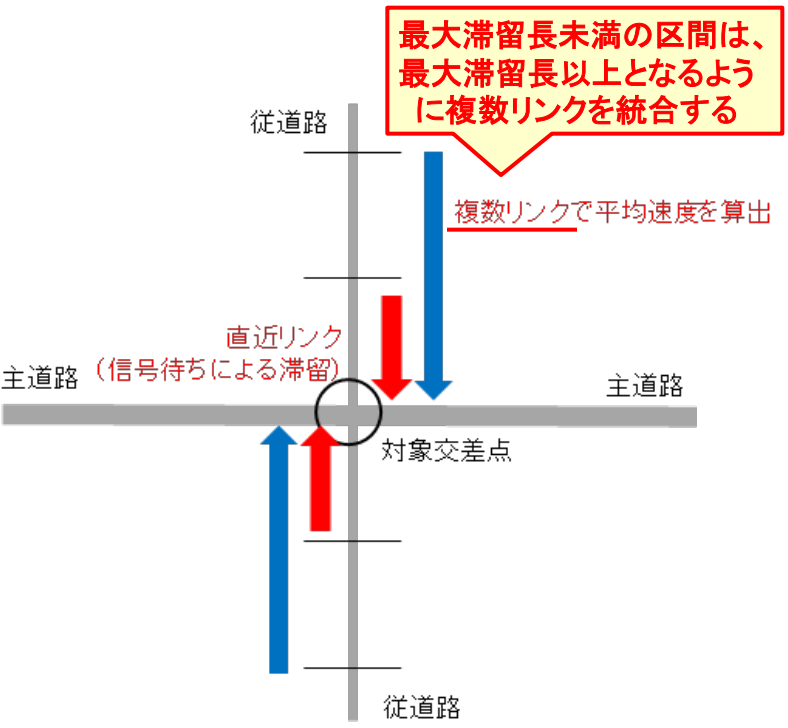 最大滞留長未満の区間は、
最大滞留長以上となるよう
に複数リンクを統合する
従道路
複数リンクで平均速度を算出
直近リンク
(信号待ちによる滞留)
主道路
主道路
対象交差点
従道路